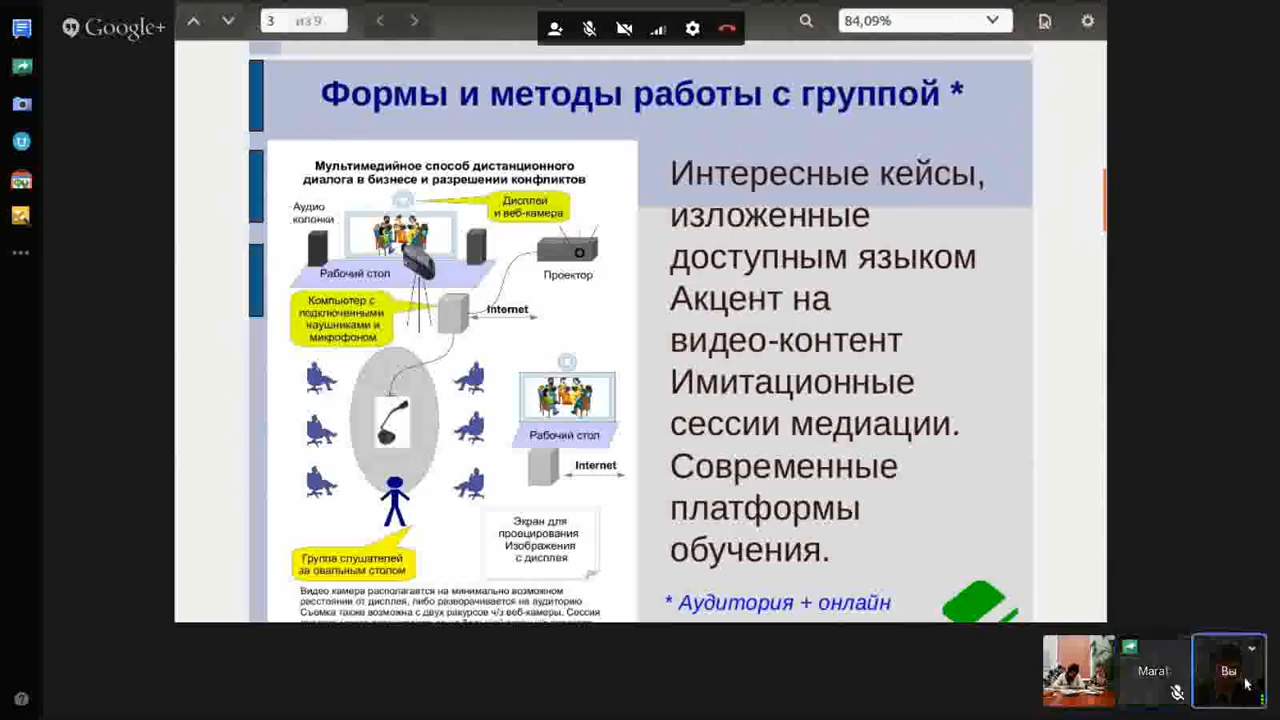 3 из 9
84,09%
Google+
Формы и методы работы с группой *
Мультимедийное способ дистанционного
диалога в бизнесе и разрешении конфликтов
Аудио
колонки
Дисплей
и веб-камера
Рабочий стол
Проектор
Компьютер с
подключенными
наушниками и
микрофоном
Internet
Рабочий стол
Internet
Экран для
проецирования
Изображения
с дисплея
Группа слушателей
за овальным столом
Видео камера располагается на минимально возможном
расстоянии от дисплея, либо разворачивается на аудиторию
Съемка также возможна с двух ракурсов ч/з веб-камеры. Сессия
Интересные кейсы,
изложенные
доступным языком
Акцент на
видео-контент
Имитационные
сессии медиации.
Современные
платформы
обучения.
* Аудитория + онлайн
Maral
Вы